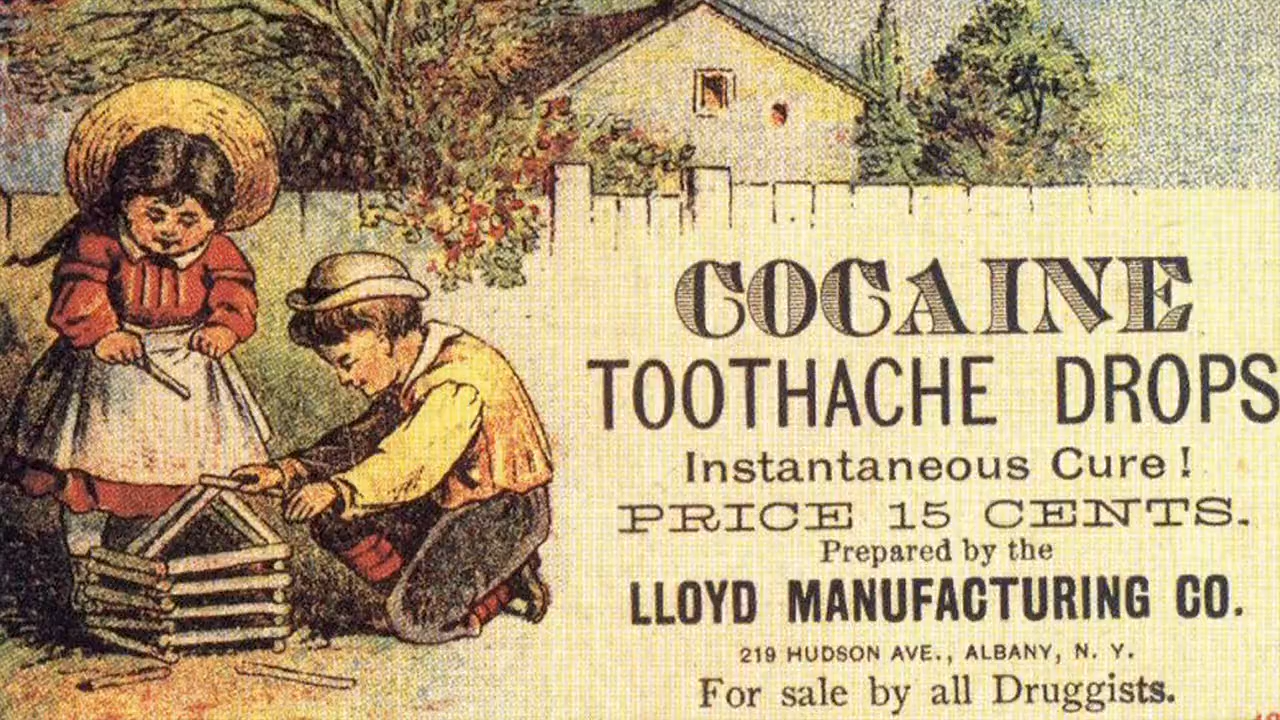 COCAINE
TOOTHACHE DROPS
Instantaneous Cure!
PRICE 15 CENTS.
Prepared by the
LLOYD MANUFACTURING CO.
219 HUDSON AVE., ALBANY, N. Y.
For sale by all Druggists.